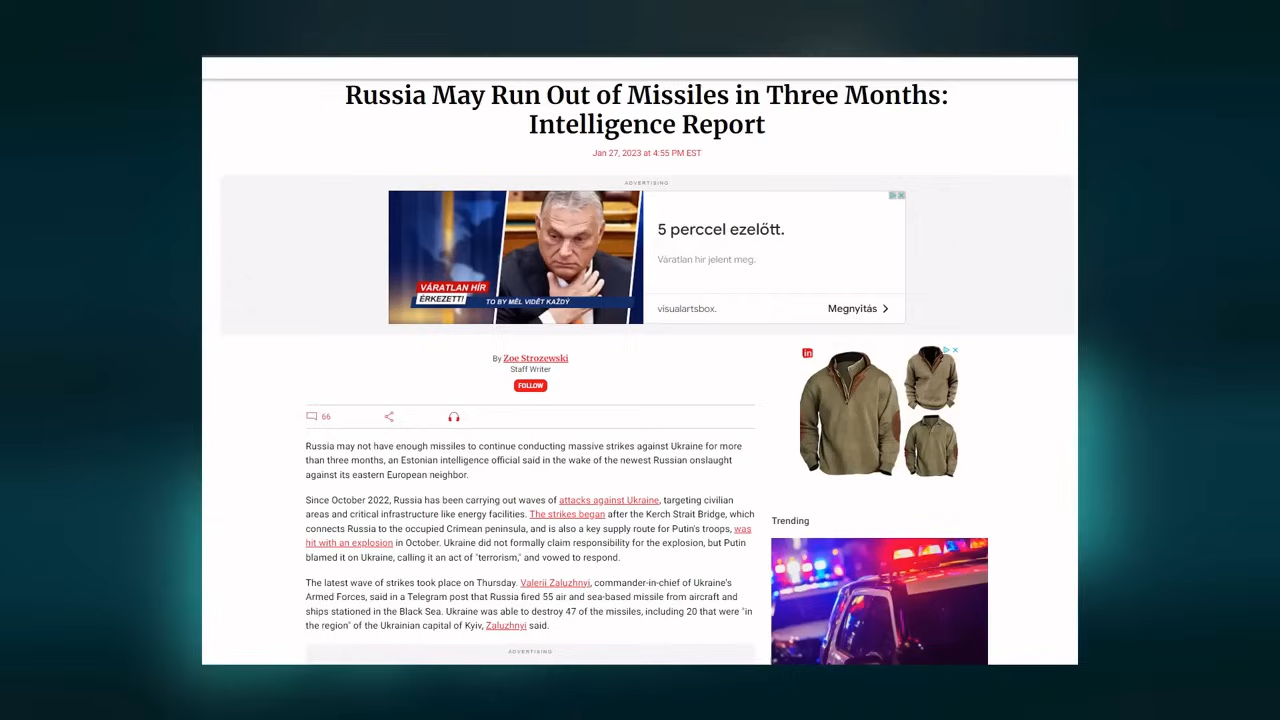 Russia May Run Out of Missiles in Three Months:
Intelligence Report
Jan 27, 2023 at 4:55 PM EST
ADVERTISING
VÁRATLAN HÍR
ÉRKEZETT!
TO BY MĚL VIDĚT KAŽDÝ
5 perccel ezelőtt.
Váratlan hír jelent meg.
visualartsbox.
Megnyitás
By Zoe Strozewski
Staff Writer
FOLLOW
in
66
Russia may not have enough missiles to continue conducting massive strikes against Ukraine for more
than three months, an Estonian intelligence official said in the wake of the newest Russian onslaught
against its eastern European neighbor.
Since October 2022, Russia has been carrying out waves of attacks against Ukraine, targeting civilian
areas and critical infrastructure like energy facilities. The strikes began after the Kerch Strait Bridge, which
connects Russia to the occupied Crimean peninsula, and is also a key supply route for Putin's troops, was
hit with an explosion in October. Ukraine did not formally claim responsibility for the explosion, but Putin
blamed it on Ukraine, calling it an act of "terrorism," and vowed to respond.
The latest wave of strikes took place on Thursday. Valerii Zaluzhnyi, commander-in-chief of Ukraine's
Armed Forces, said in a Telegram post that Russia fired 55 air and sea-based missile from aircraft and
ships stationed in the Black Sea. Ukraine was able to destroy 47 of the missiles, including 20 that were "in
the region" of the Ukrainian capital of Kyiv, Zaluzhnyi said.
ADVERTISING
Trending